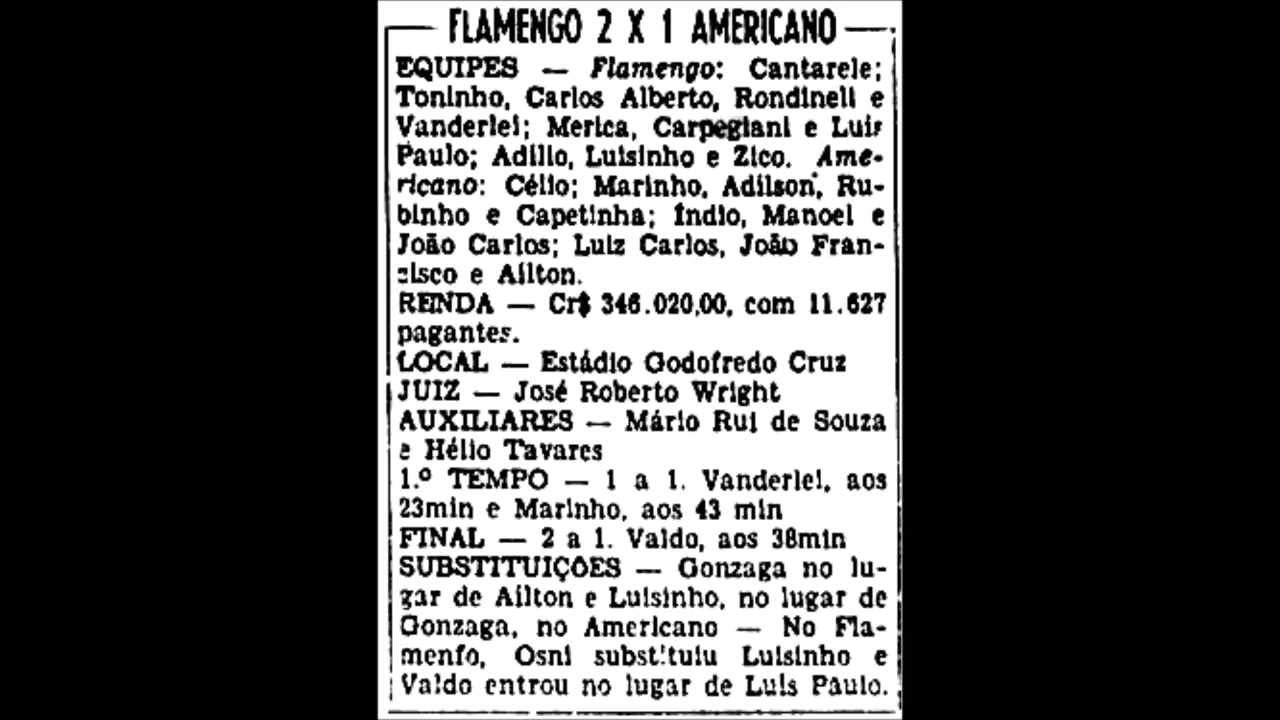 FLAMENGO 2 X 1 AMERICANO
EQUIPES — Flamengo: Cantarele;
Toninho, Carlos Alberto, Rondineli e
Vanderlei; Merica, Carpegiani e Luis
Paulo; Adílio, Luisinho e Zico. Ame-
ricano: Célio; Marinho, Adilson, Ru-
binho e Capetinha; Índio, Manoel e
João Carlos; Luiz Carlos, João Fran-
cisco e Ailton.
RENDA — Cr$ 346.020,00, com 11.627
pagantes.
LOCAL — Estádio Godofredo Cruz
JUIZ — José Roberto Wright
AUXILIARES — Mário Rui de Souza
e Hélio Tavares
1.º TEMPO — 1 a 1. Vanderlei, aos
23min e Marinho, aos 43 min
FINAL — 2 a 1. Valdo, aos 38min
SUBSTITUIÇÕES — Gonzaga no lu-
gar de Ailton e Luisinho, no lugar de
Gonzaga, no Americano — No Fla-
menfo, Osni substituiu Luisinho e
Valdo entrou no lugar de Luis Paulo.